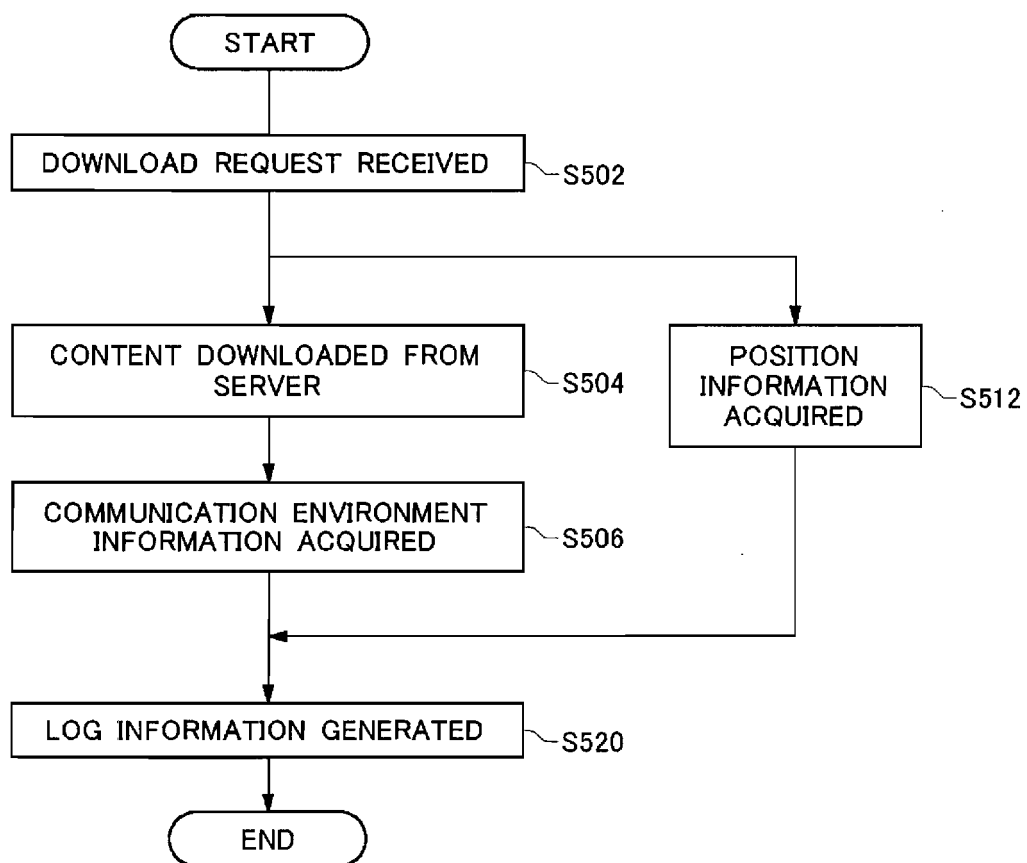 START
DOWNLOAD REQUEST RECEIVED
S502
CONTENT DOWNLOADED FROM
SERVER
S504
POSITION
INFORMATION
ACQUIRED
S512
COMMUNICATION ENVIRONMENT
INFORMATION ACQUIRED
S506
LOG INFORMATION GENERATED
S520
END